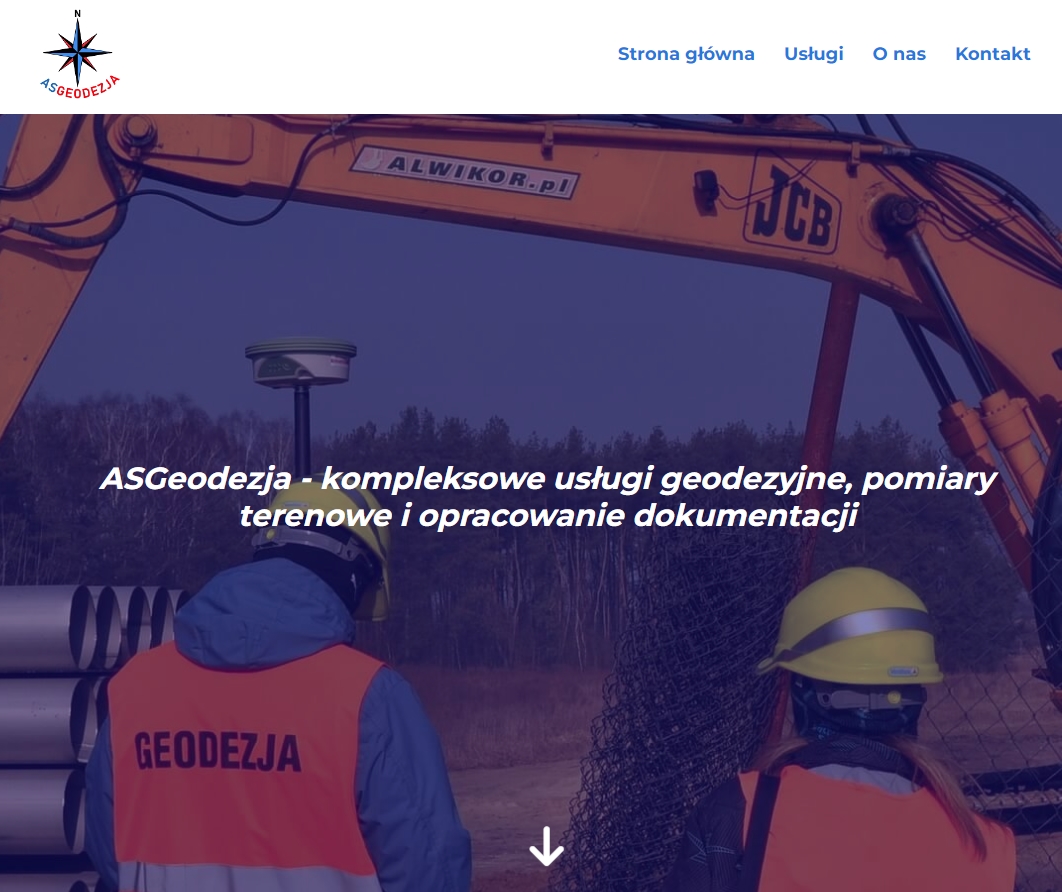 N
ASGEODEZJA
Strona główna Usługi O nas Kontakt
ALWIKOR.pl
JCB
ASGeodezja - kompleksowe usługi geodezyjne, pomiary
terenowe i opracowanie dokumentacji
GEODEZJA